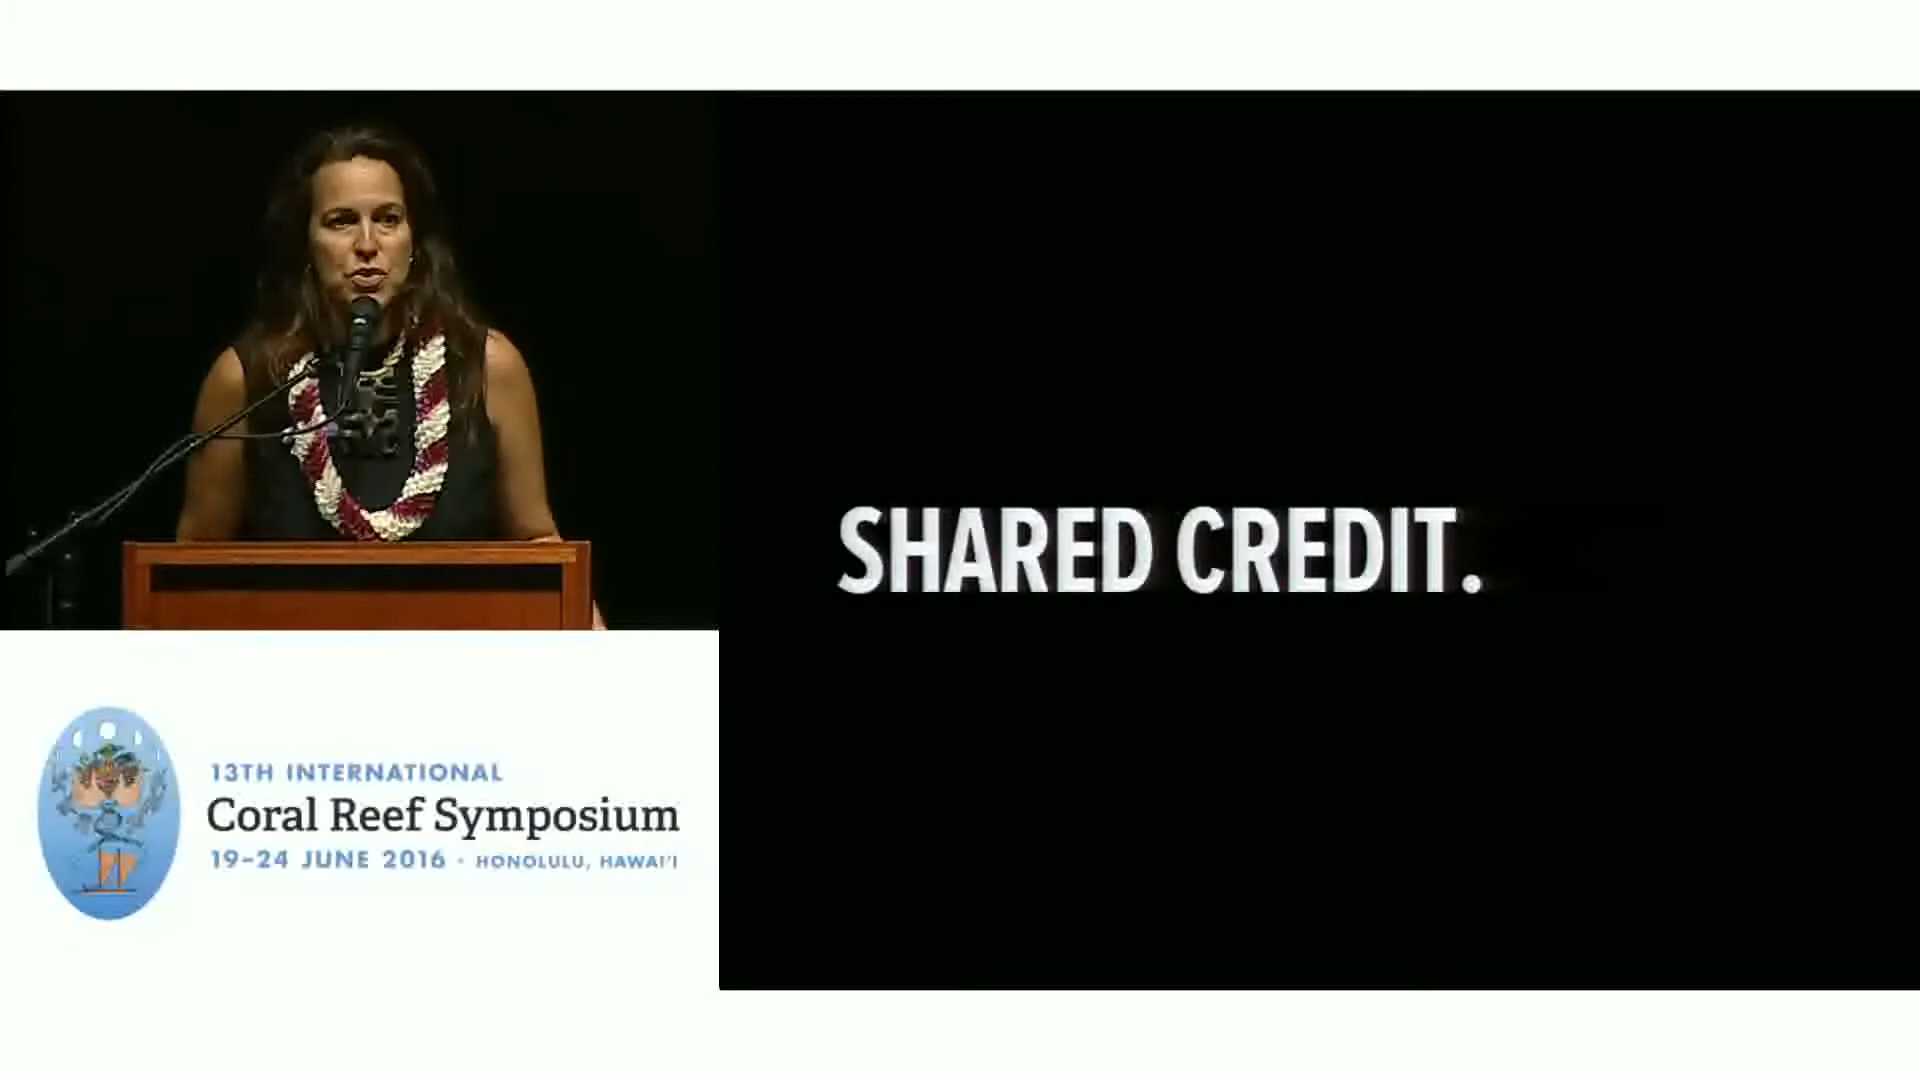 SHARED CREDIT.
13TH INTERNATIONAL
Coral Reef Symposium
19-24 JUNE 2016 · HONOLULU, HAWAI'I